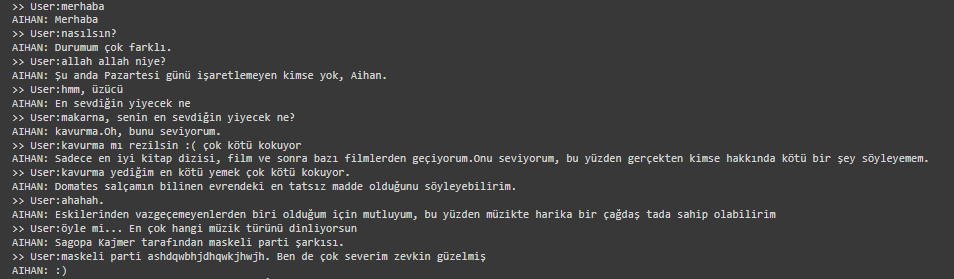 >> User:merhaba
AIHAN: Merhaba
>> User:nasılsın?
AIHAN: Durumum çok farklı.
>> User:allah allah niye?
AIHAN: Şu anda Pazartesi günü işaretlemeyen kimse yok, Aihan.
>> User:hmm, üzücü
AIHAN: En sevdiğin yiyecek ne
>> User:makarna, senin en sevdiğin yiyecek ne?
AIHAN: kavurma.Oh, bunu seviyorum.
>> User:kavurma mı rezilsin :( çok kötü kokuyor
AIHAN: Sadece en iyi kitap dizisi, film ve sonra bazı filmlerden geçiyorum.Onu seviyorum, bu yüzden gerçekten kimse hakkında kötü bir şey söyleyemem.
>> User:kavurma yediğim en kötü yemek çok kötü kokuyor.
AIHAN: Domates salçamın bilinen evrendeki en tatsız madde olduğunu söyleyebilirim.
>> User:ahahah.
AIHAN: Eskilerinden vazgeçemeyenlerden biri olduğum için mutluyum, bu yüzden müzikte harika bir çağdaş tada sahip olabilirim
>> User:öyle mi... En çok hangi müzik türünü dinliyorsun
AIHAN: Sagopa Kajmer tarafından maskeli parti şarkısı.
>> User:maskeli parti ashdqwbhjdhqwkjhwjh. Ben de çok severim zevkin güzelmiş
AIHAN: :)